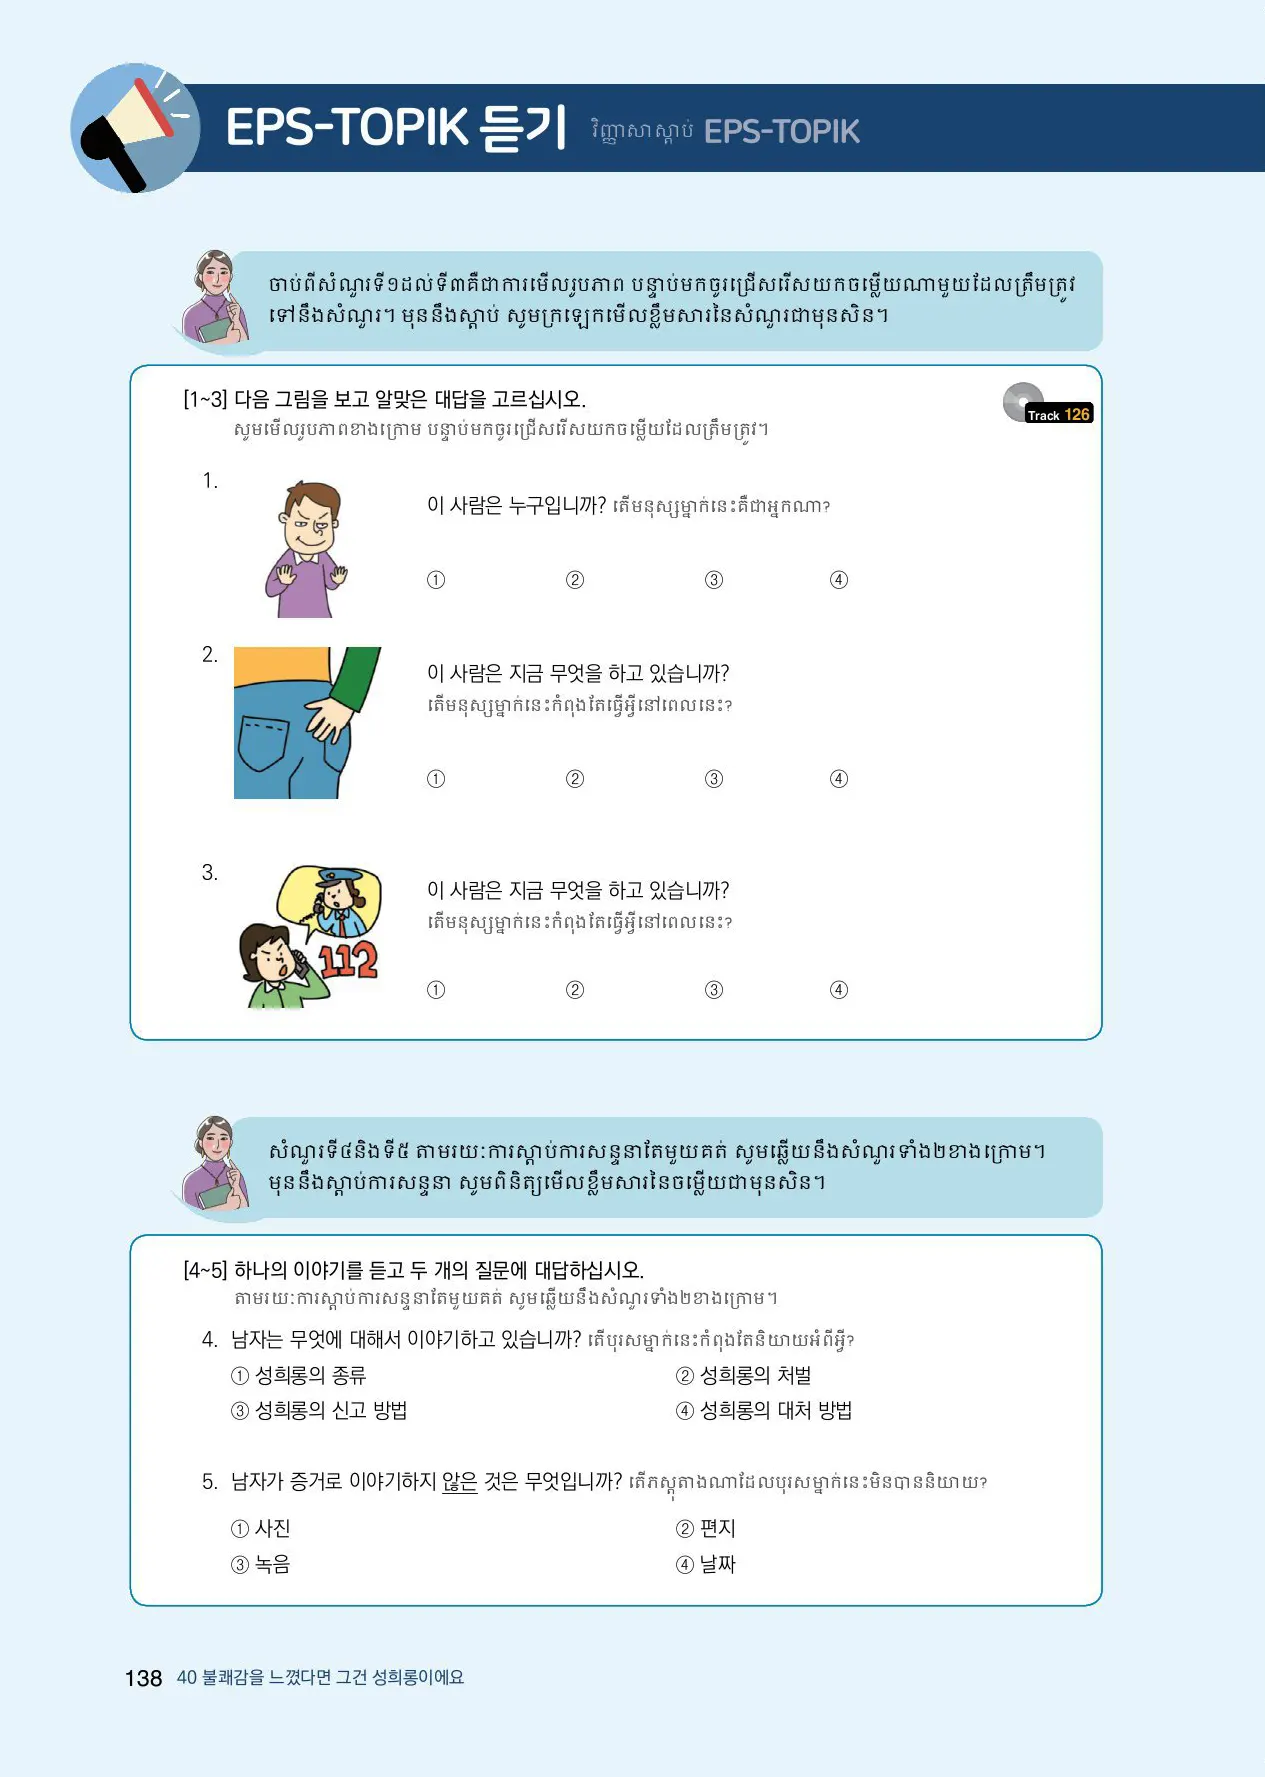 EPS-TOPIK 듣기 វិញ្ញាសាស្តាប់ EPS-TOPIK
ចាប់ពីសំណួរទី១ដល់ទី៣គឺជាការមើលរូបភាព បន្ទាប់មកចូរជ្រើសរើសយកចម្លើយណាមួយដែលត្រឹមត្រូវ
ទៅនឹងសំណួរ។ មុននឹងស្តាប់ សូមក្រឡេកមើលខ្លឹមសារនៃសំណួរជាមុនសិន។
[1~3] 다음 그림을 보고 알맞은 대답을 고르십시오.
Track 126
សូមមើលរូបភាពខាងក្រោម បន្ទាប់មកចូរជ្រើសរើសយកចម្លើយដែលត្រឹមត្រូវ។
1.
이 사람은 누구입니까? តើមនុស្សម្នាក់នេះគឺជាអ្នកណា?
① ② ③ ④
2.
이 사람은 지금 무엇을 하고 있습니까?
តើមនុស្សម្នាក់នេះកំពុងតែធ្វើអ្វីនៅពេលនេះ?
① ② ③ ④
3.
이 사람은 지금 무엇을 하고 있습니까?
តើមនុស្សម្នាក់នេះកំពុងតែធ្វើអ្វីនៅពេលនេះ?
112
① ② ③ ④
សំណួរទី៤និងទី៥ តាមរយៈការស្តាប់ការសន្ទនាតែមួយគត់ សូមឆ្លើយនឹងសំណួរទាំង២ខាងក្រោម។
មុននឹងស្តាប់ការសន្ទនា សូមពិនិត្យមើលខ្លឹមសារនៃចម្លើយជាមុនសិន។
[4~5] 하나의 이야기를 듣고 두 개의 질문에 대답하십시오.
តាមរយៈការស្តាប់ការសន្ទនាតែមួយគត់ សូមឆ្លើយនឹងសំណួរទាំង២ខាងក្រោម។
4. 남자는 무엇에 대해서 이야기하고 있습니까? តើបុរសម្នាក់នេះកំពុងតែនិយាយអំពីអ្វី?
① 성희롱의 종류 ② 성희롱의 처벌
③ 성희롱의 신고 방법 ④ 성희롱의 대처 방법
5. 남자가 증거로 이야기하지 않은 것은 무엇입니까? តើភស្តុតាងណាដែលបុរសម្នាក់នេះមិនបាននិយាយ?
① 사진 ② 편지
③ 녹음 ④ 날짜
138 40 불쾌감을 느꼈다면 그건 성희롱이에요